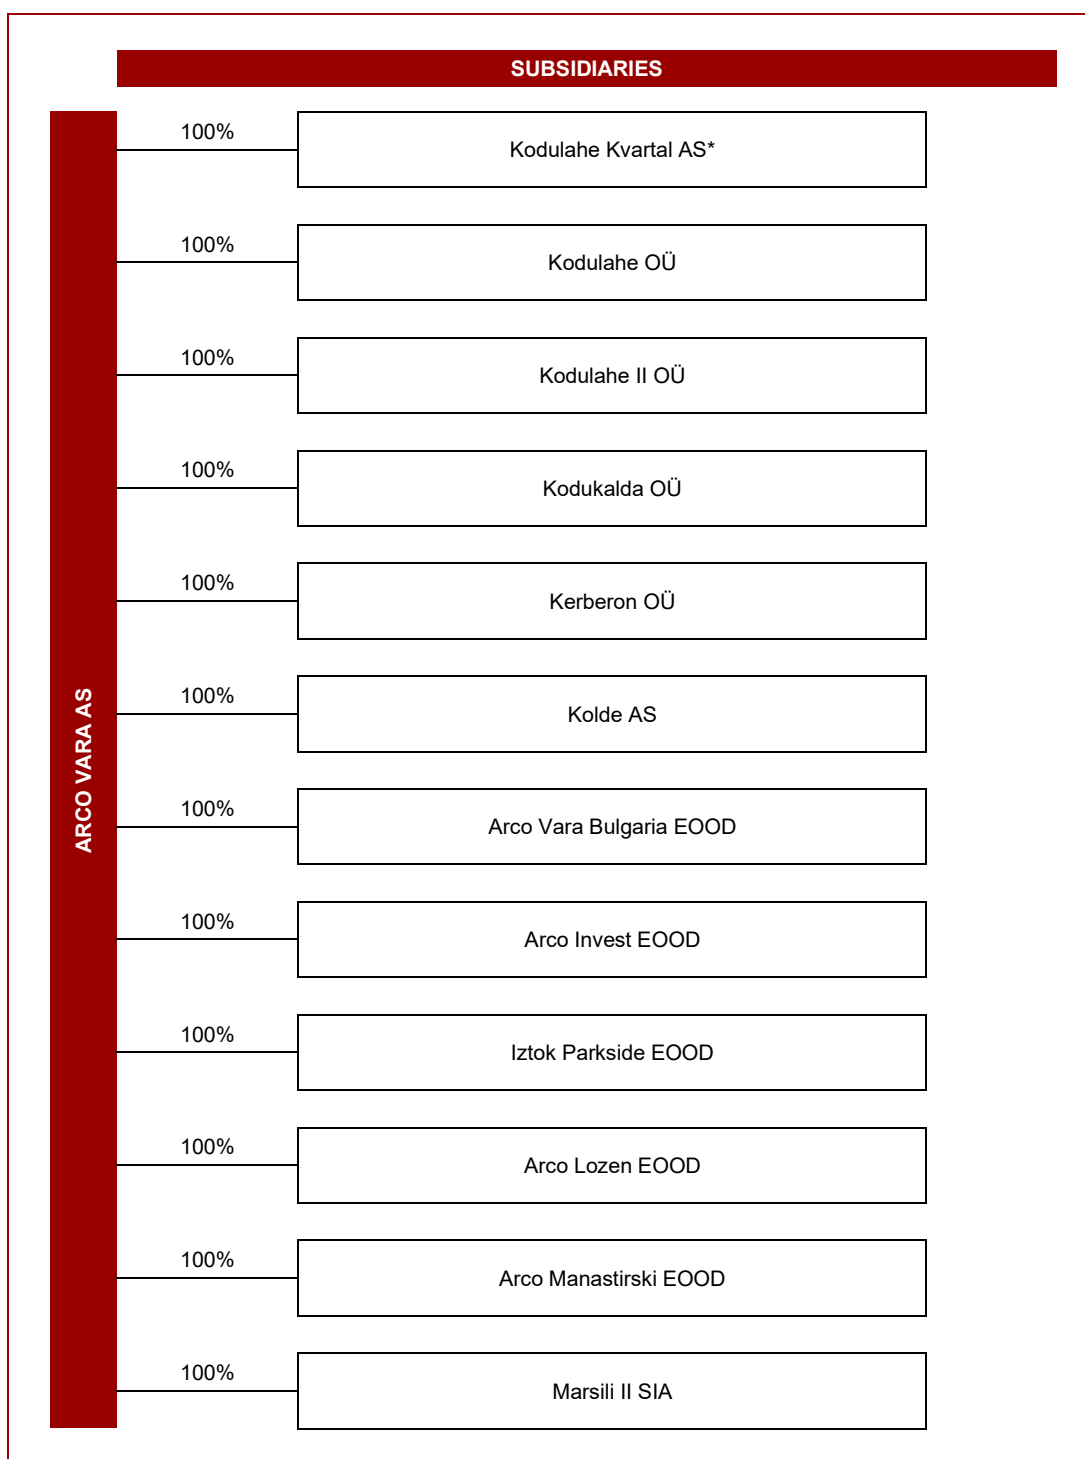 SUBSIDIARIES
ARCO VARA AS
100%
Kodulahe Kvartal AS*
100%
Kodulahe OÜ
100%
Kodulahe II OÜ
100%
Kodukalda OÜ
100%
Kerberon OÜ
100%
Kolde AS
100%
Arco Vara Bulgaria EOOD
100%
Arco Invest EOOD
100%
Iztok Parkside EOOD
100%
Arco Lozen EOOD
100%
Arco Manastirski EOOD
100%
Marsili II SIA